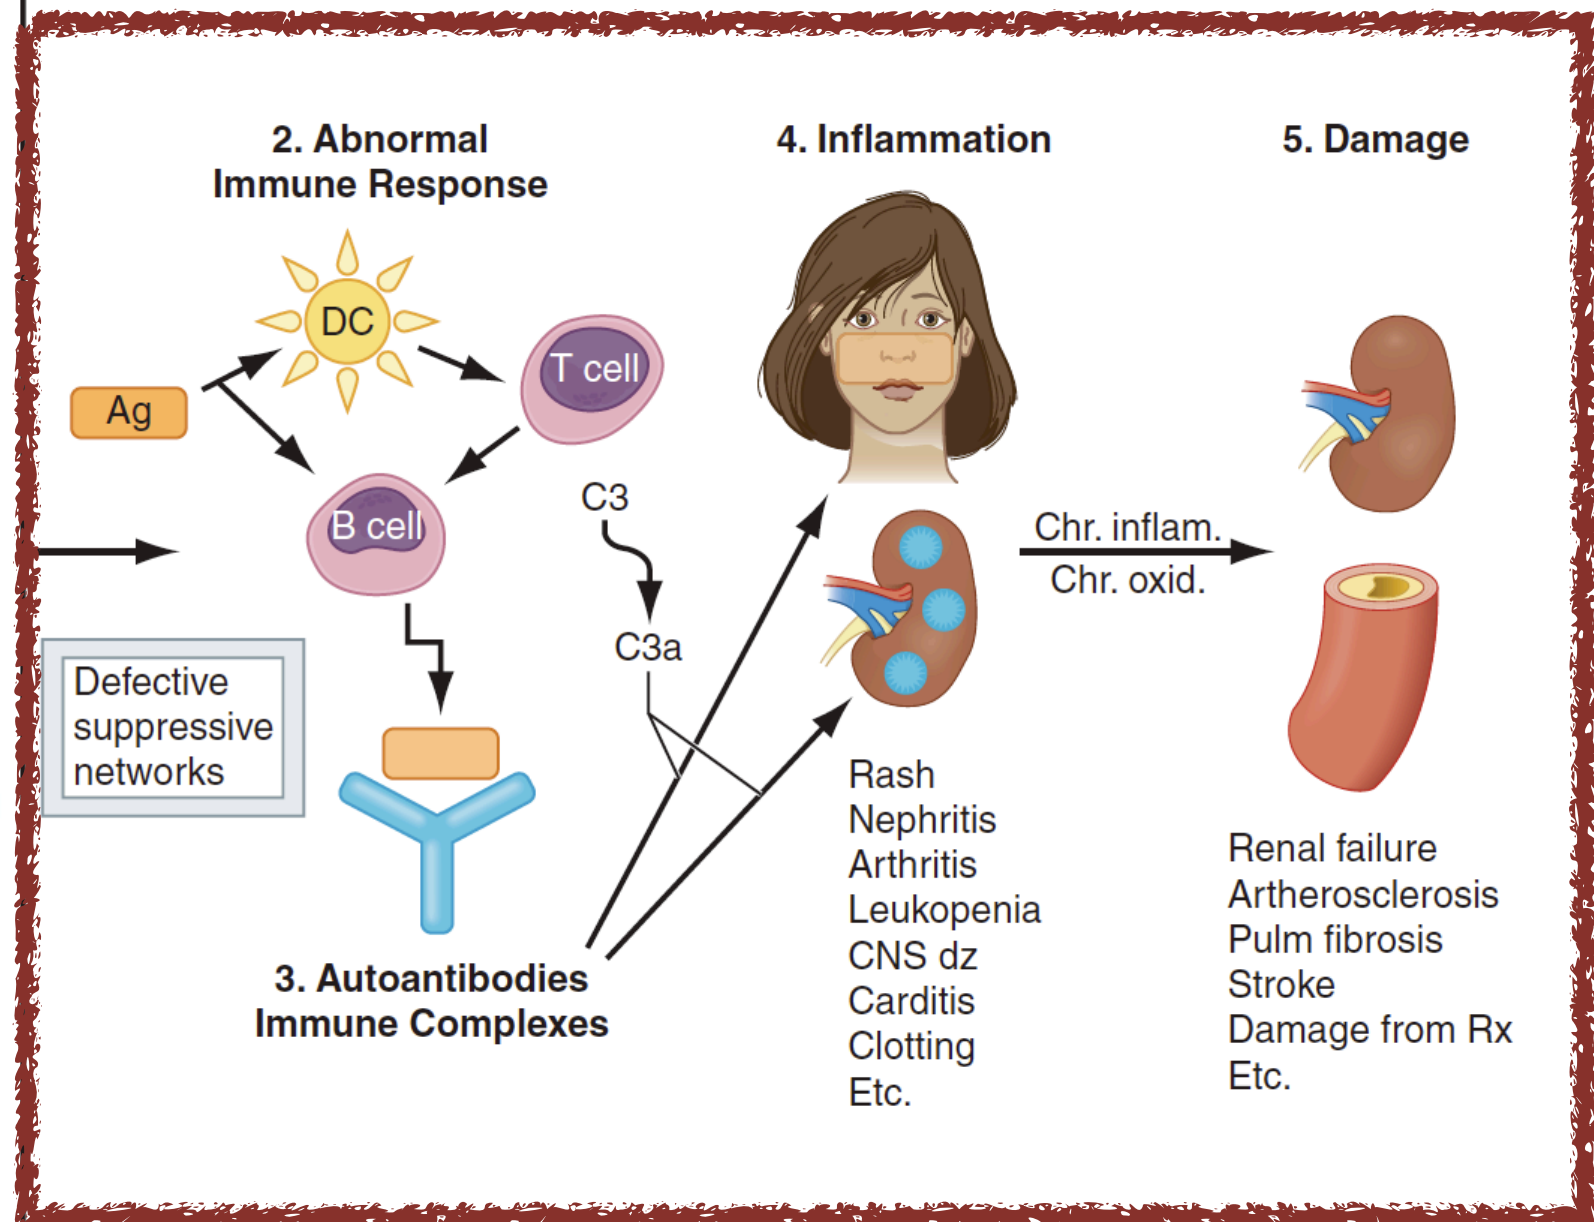 2. Abnormal
Immune Response
DC
T cell
Ag
B cell
C3
C3a
Defective
suppressive
networks
3. Autoantibodies
Immune Complexes
4. Inflammation
Rash
Nephritis
Arthritis
Leukopenia
CNS dz
Carditis
Clotting
Etc.
Chr. inflam.
Chr. oxid.
5. Damage
Renal failure
Artherosclerosis
Pulm fibrosis
Stroke
Damage from Rx
Etc.